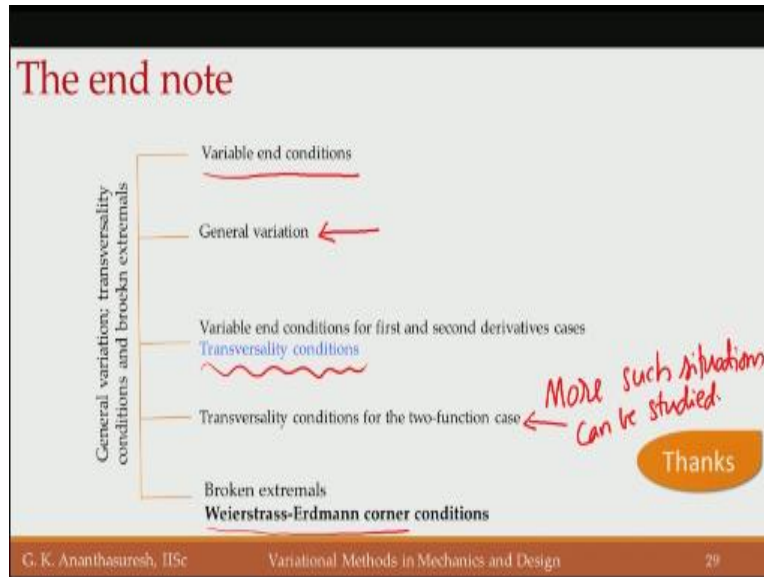 The end note
General variation; transversality
conditions and broekn extremals
Variable end conditions
General variation
Variable end conditions for first and second derivatives cases
Transversality conditions
Transversality conditions for the two-function case
More such situations
can be studied.
Broken extremals
Weierstrass-Erdmann corner conditions
Thanks
G. K. Ananthasuresh, IISc Variational Methods in Mechanics and Design 29